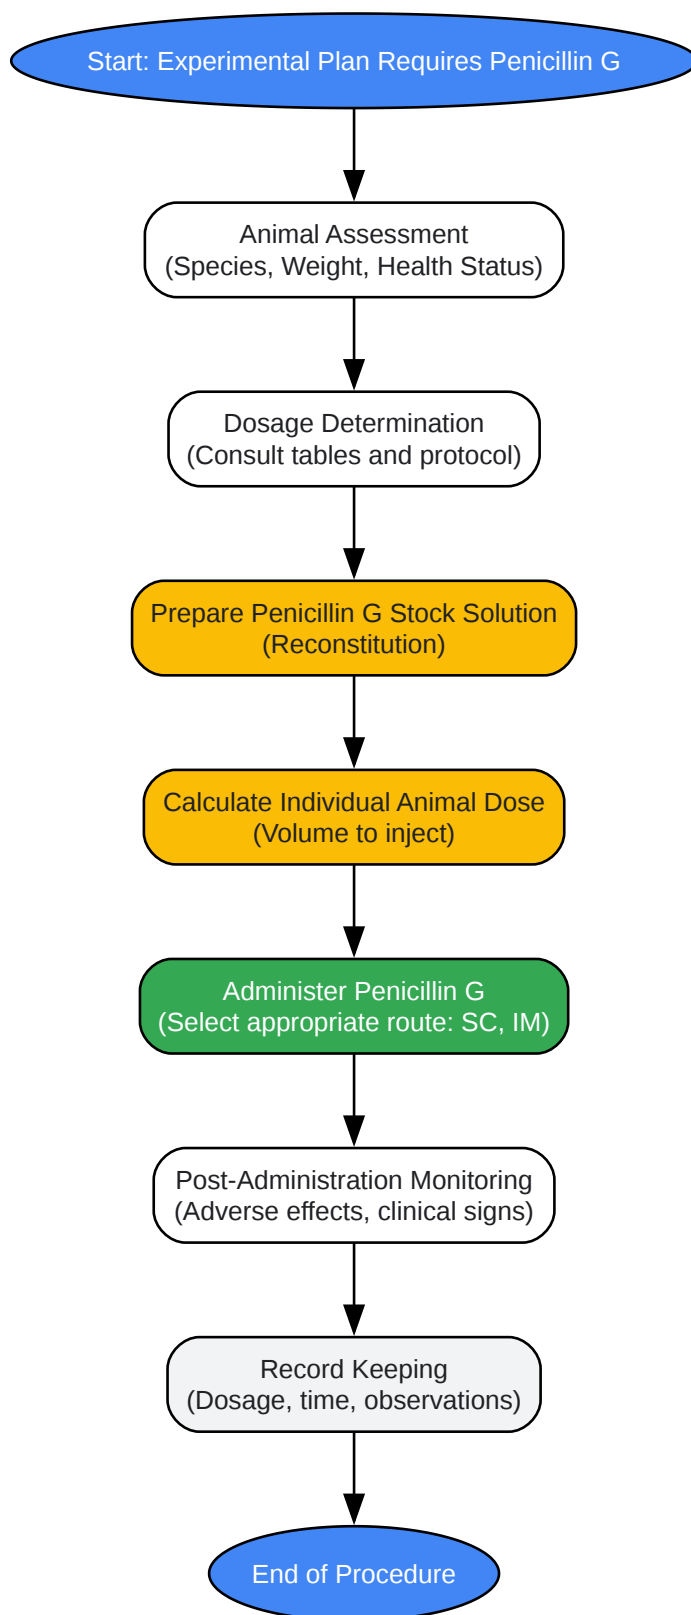 Start: Experimental Plan Requires Penicillin G
Animal Assessment
(Species, Weight, Health Status)
Dosage Determination
(Consult tables and protocol)
Prepare Penicillin G Stock Solution
(Reconstitution)
Calculate Individual Animal Dose
(Volume to inject)
Administer Penicillin G
(Select appropriate route: SC, IM)
Post-Administration Monitoring
(Adverse effects, clinical signs)
Record Keeping
(Dosage, time, observations)
End of Procedure